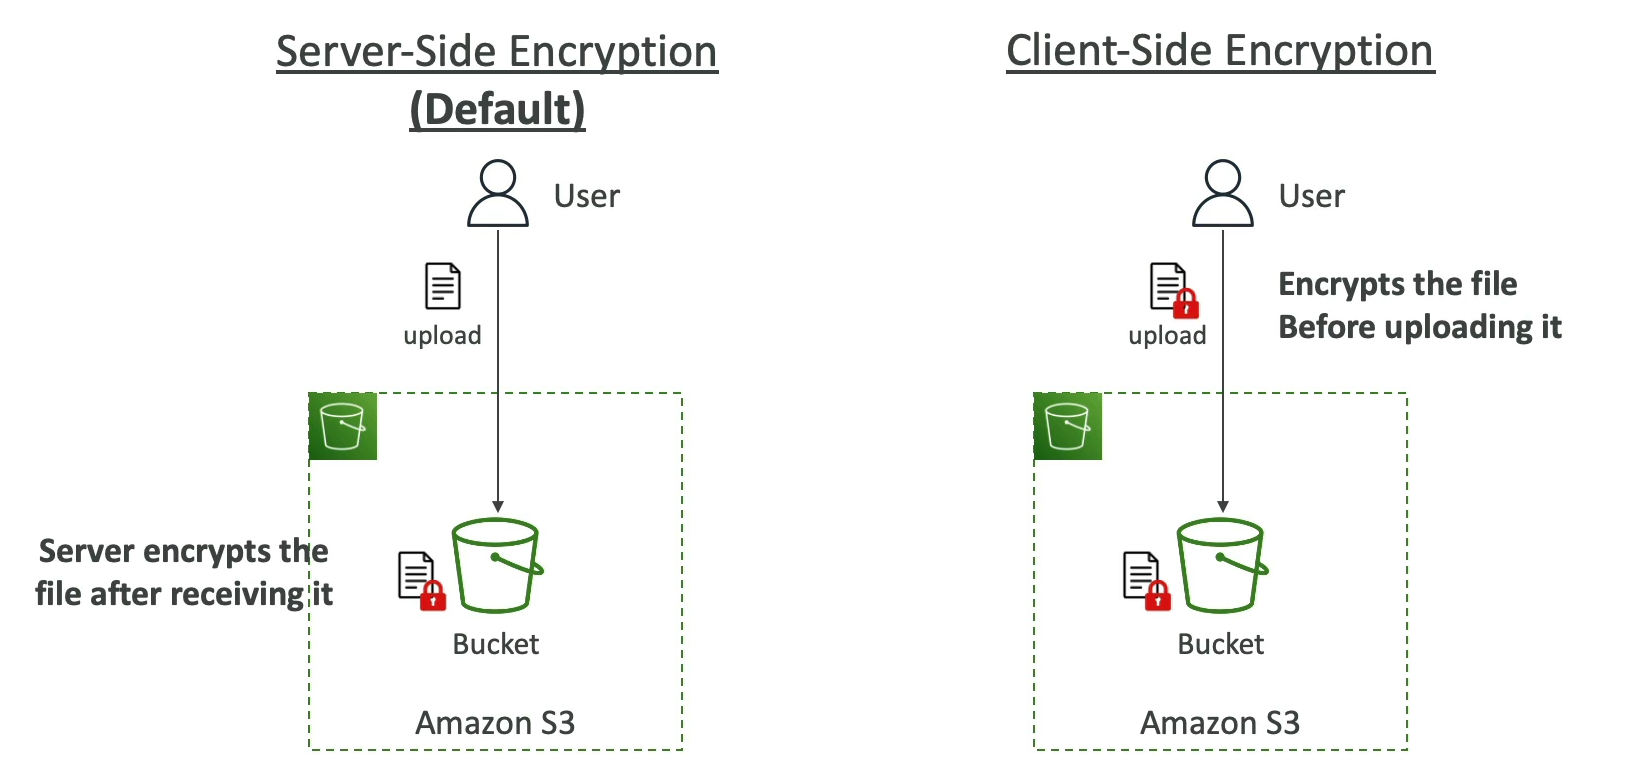 Server-Side Encryption
(Default)
User
upload
Server encrypts the
file after receiving it
Bucket
Amazon S3
Client-Side Encryption
User
Encrypts the file
Before uploading it
upload
Bucket
Amazon S3